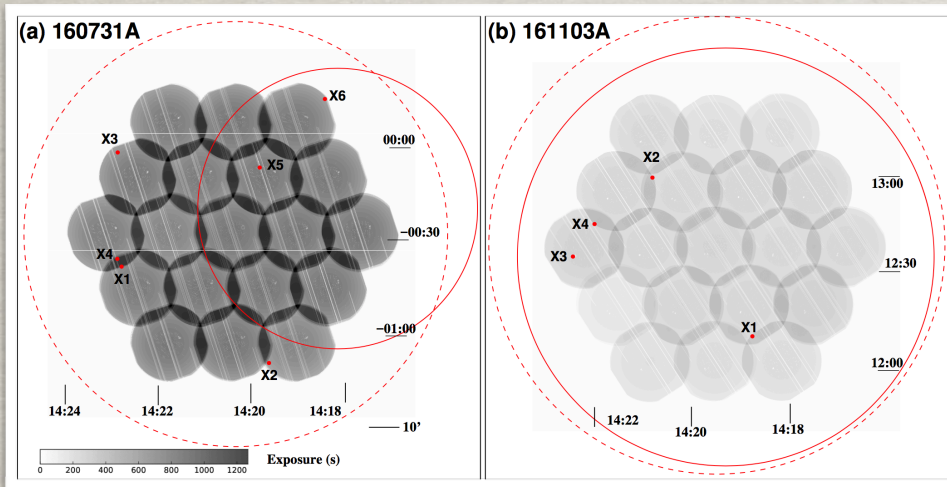 (a) 160731A
X6
X3
00:00
X5
−00:30
X4
X1
−01:00
X2
14:24
14:22
14:20
14:18
10'
0 200 400 600 800 1000 1200
Exposure (s)
(b) 161103A
X2
13:00
X4
X3
12:30
X1
12:00
14:22
14:20
14:18